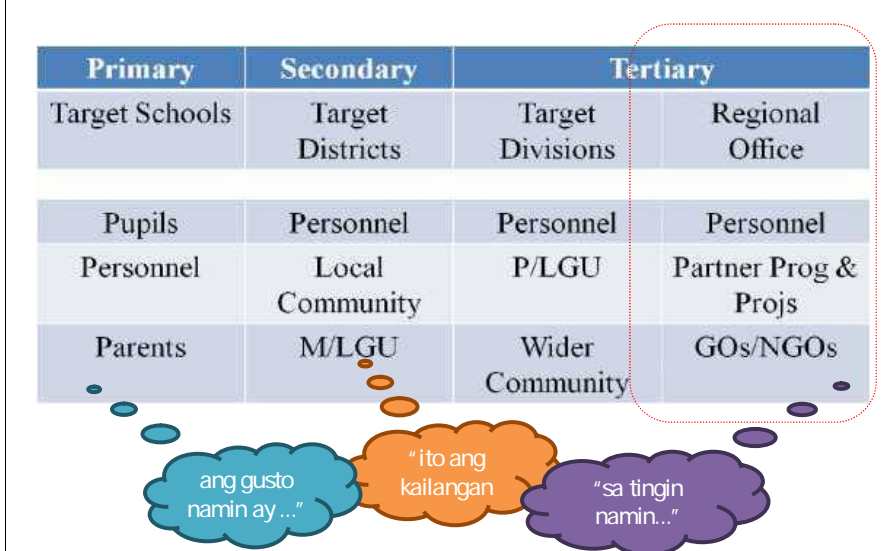 Primary Secondary Tertiary
Target Schools Target Districts Target Divisions Regional Office
Pupils Personnel Personnel Personnel
Personnel Local Community P/LGU Partner Prog & Projs
Parents M/LGU Wider Community GOs/NGOs
ang gusto
namin ay ..."
"ito ang
kailangan
"sa tingin
namin..."